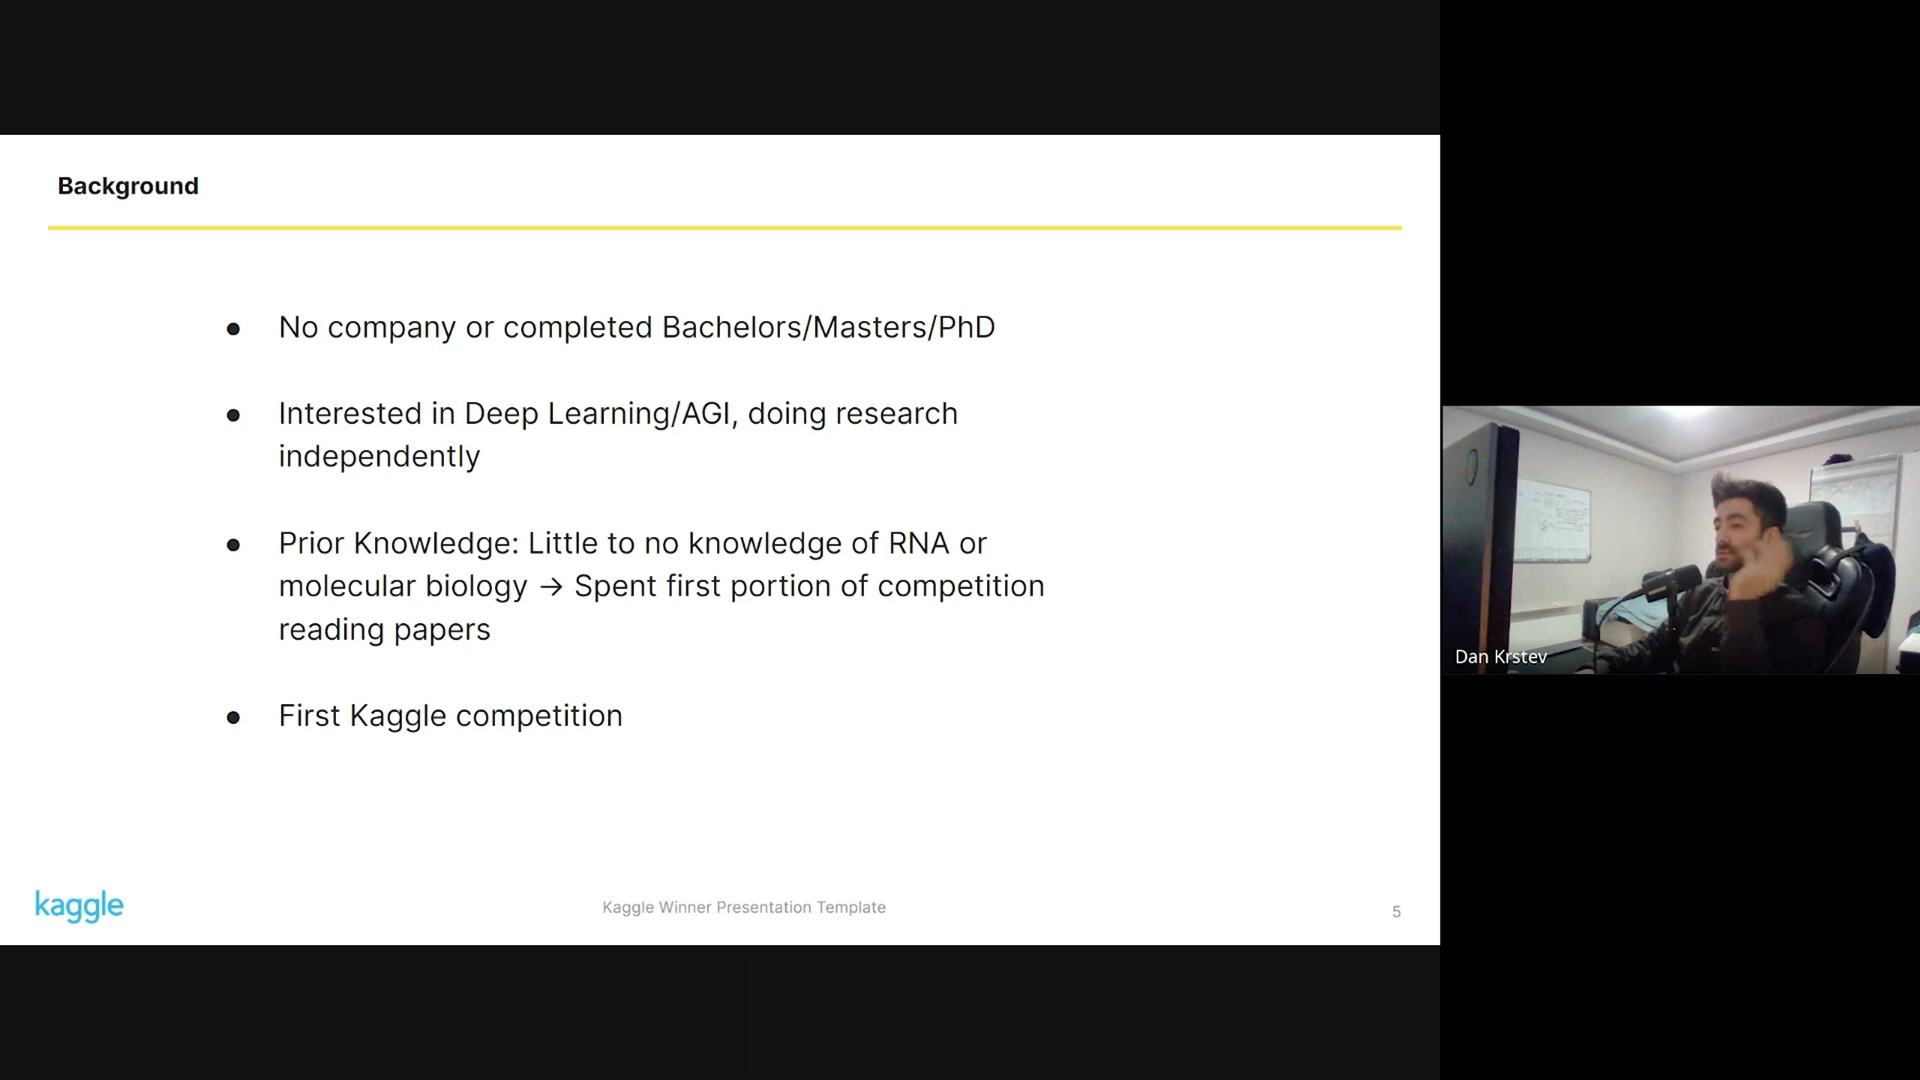 Background
● No company or completed Bachelors/Masters/PhD
● Interested in Deep Learning/AGI, doing research
independently
● Prior Knowledge: Little to no knowledge of RNA or
molecular biology → Spent first portion of competition
reading papers
● First Kaggle competition
kaggle
Kaggle Winner Presentation Template
5
Dan Krstev